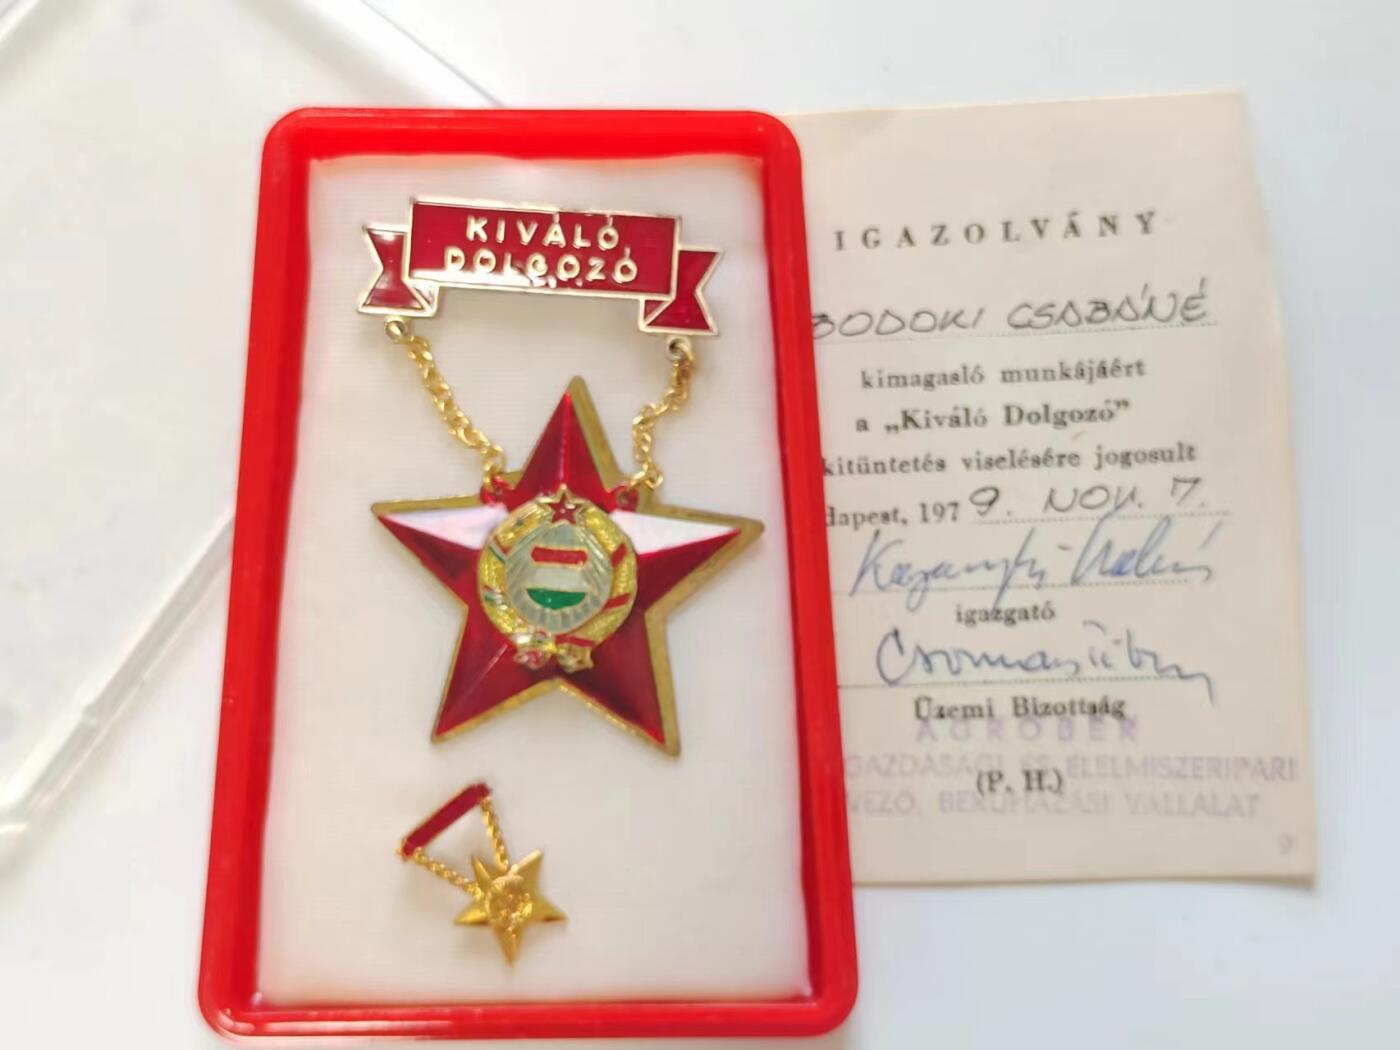 KIVÁLÓ
DOLGOZÓ
IGAZOLVÁNY
BODOKI CSABÁNÉ
kimagasló munkájáért
a „Kiváló Dolgozó”
kitüntetés viselésére jogosult
dapest, 1979. NOV. 7.
igazgató
Üzemi Bizottság
AGROBER
GAZDASÁGI ÉS ÉLELMISZERIPARI
(P. H.)
VEZŐ, BERUHÁZÁSI VÁLLALAT